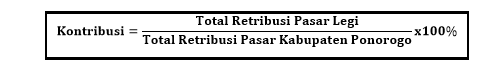 Total Retribusi Pasar Legi
Kontribusi = x100%
Total Retribusi Pasar Kabupaten Ponorogo